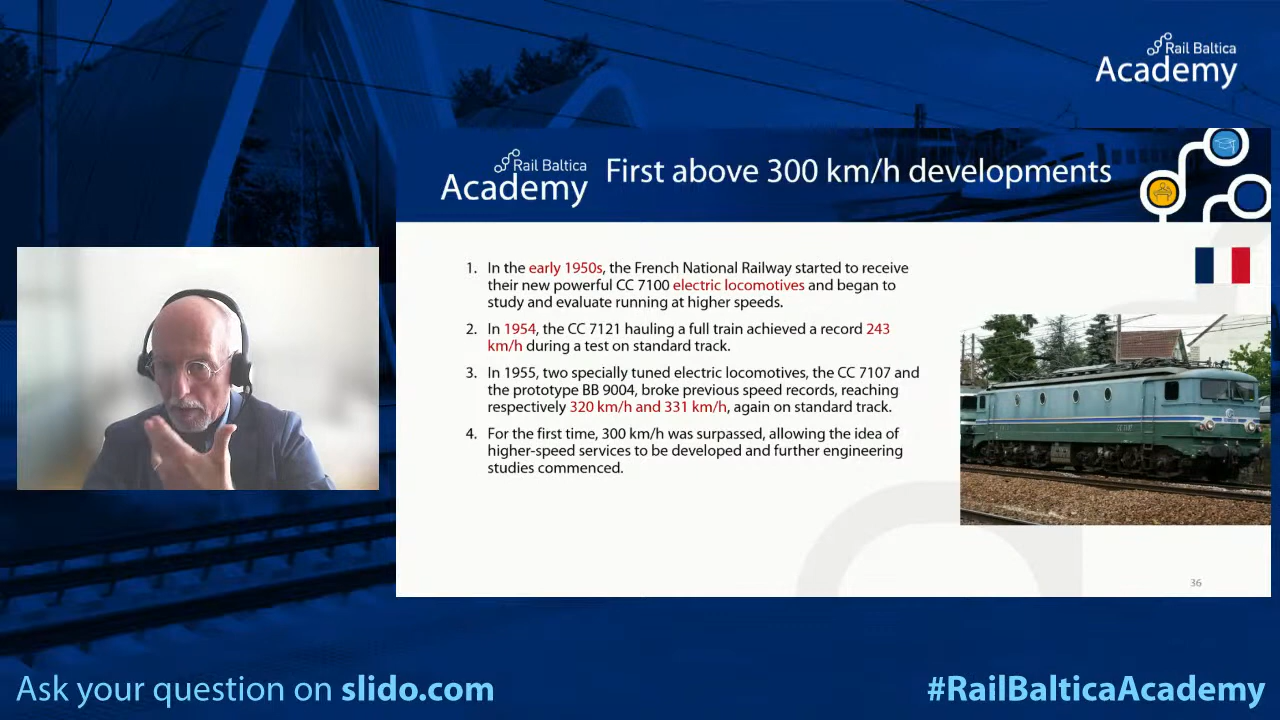 Rail Baltica
Academy
Rail Baltica
Academy
First above 300 km/h developments
1. In the early 1950s, the French National Railway started to receive
their new powerful CC 7100 electric locomotives and began to
study and evaluate running at higher speeds.
2. In 1954, the CC 7121 hauling a full train achieved a record 243
km/h during a test on standard track.
3. In 1955, two specially tuned electric locomotives, the CC 7107 and
the prototype BB 9004, broke previous speed records, reaching
respectively 320 km/h and 331 km/h, again on standard track.
4. For the first time, 300 km/h was surpassed, allowing the idea of
higher-speed services to be developed and further engineering
studies commenced.
36
Ask your question on slido.com
#RailBalticaAcademy